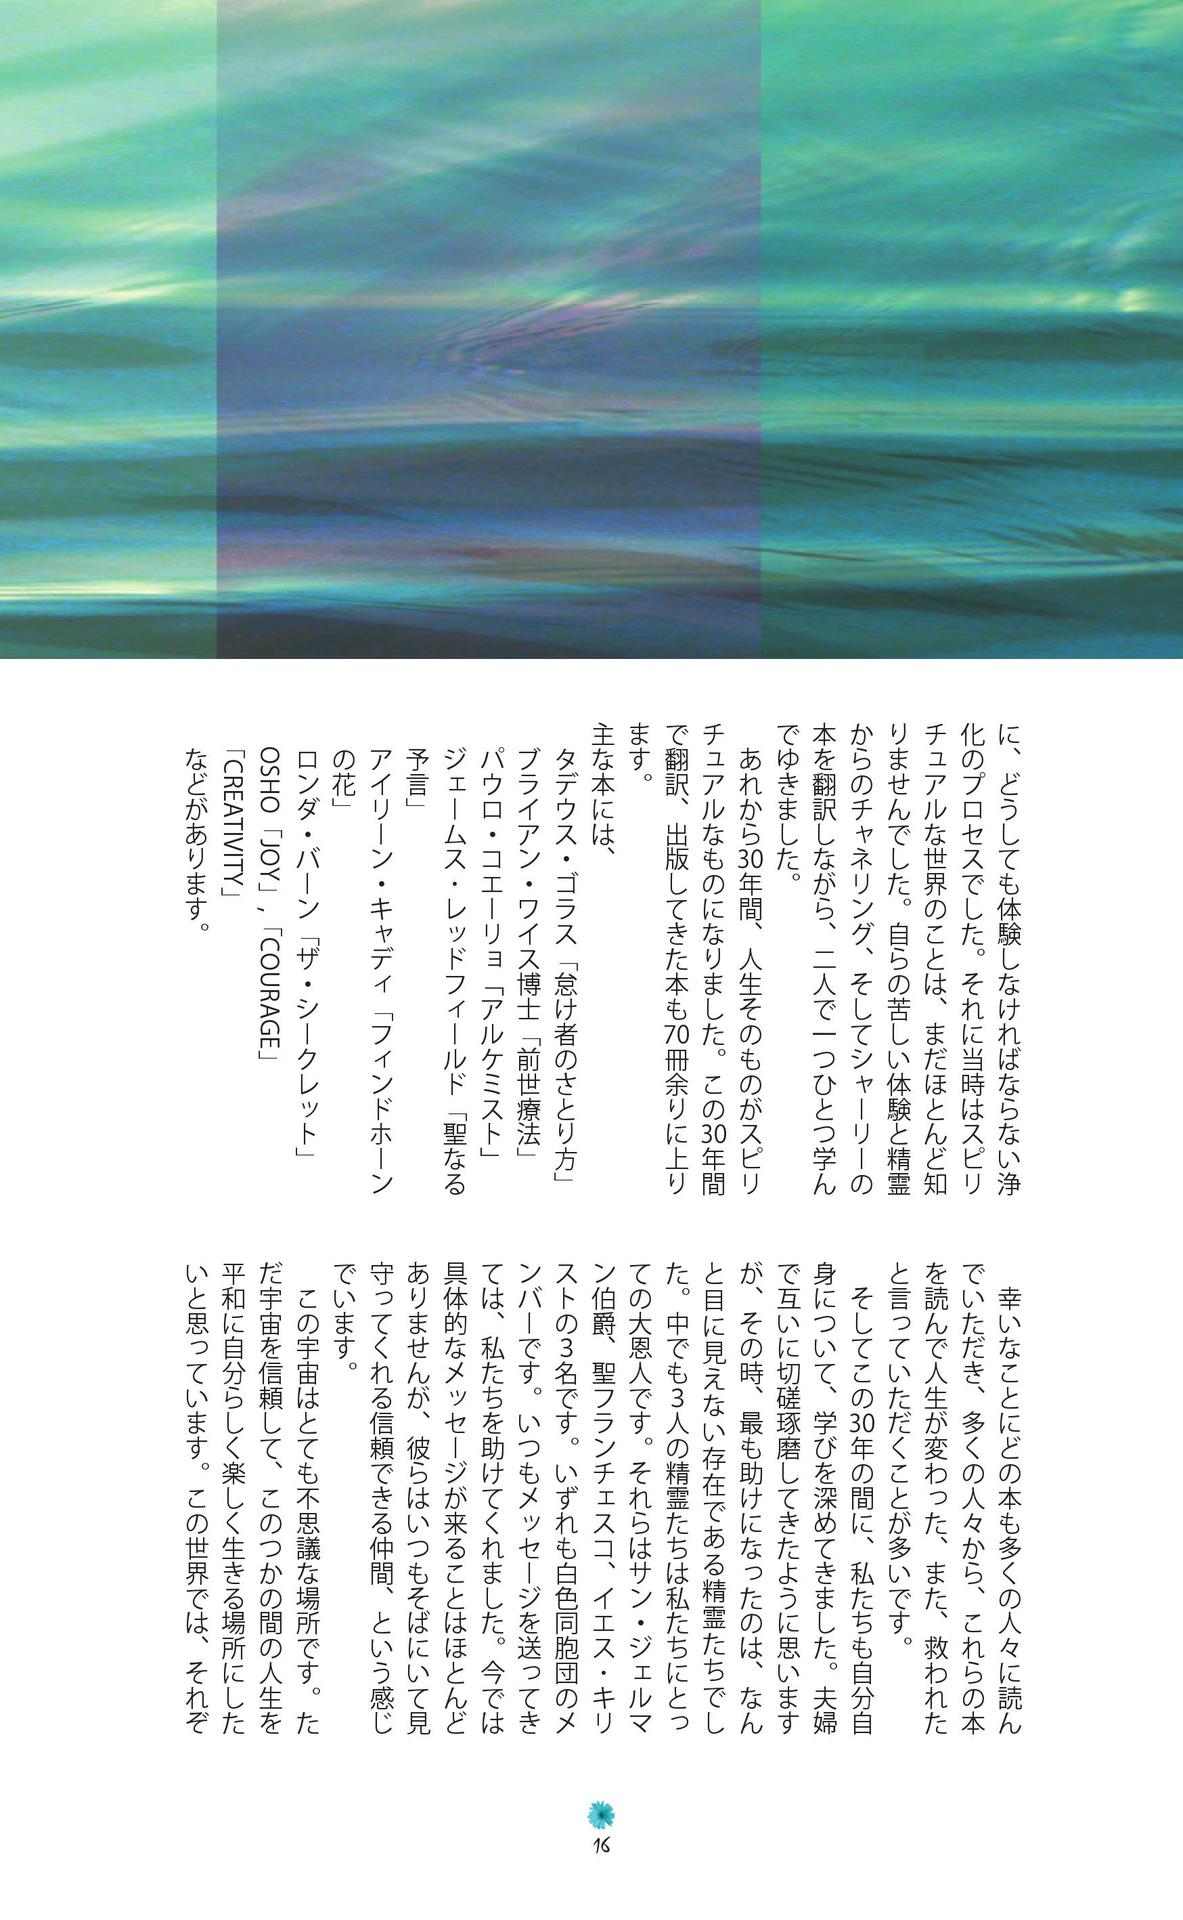 に、どうしても体験しなければならない浄
化のプロセスでした。それに当時はスピリ
チュアルな世界のことは、まだほとんど知
りませんでした。自らの苦しい体験と精霊
からのチャネリング、そしてシャーリーの
本を翻訳しながら、二人で一つひとつ学ん
でゆきました。
あれから30年間、人生そのものがスピリ
チュアルなものになりました。この30年間
で翻訳、出版してきた本も70冊余りに上り
ます。
主な本には、
タデウス・ゴラス「怠け者のさとり方」
ブライアン・ワイス博士「前世療法」
パウロ・コエーリョ「アルケミスト」
ジェームス・レッドフィールド「聖なる
予言」
アイリーン・キャディ「フィンドホーン
の花」
ロンダ・バーン「ザ・シークレット」
OSHO「JOY」,「COURAGE」
「CREATIVITY」
などがあります。
幸いなことにどの本も多くの人々に読ん
でいただき、多くの人々から、これらの本
を読んで人生が変わった、また、救われた
と言っていただくことが多いです。
そしてこの30年の間に、私たちも自分自
身について、学びを深めてきました。夫婦
で互いに切磋琢磨してきたように思います
が、その時、最も助けになったのは、なん
と目に見えない存在である精霊たちでし
た。中でも3人の精霊たちは私たちにとっ
ての大恩人です。それらはサン・ジェルマ
ン伯爵、聖フランチェスコ、イエス・キリ
ストの3名です。いずれも白色同胞団のメ
ンバーです。いつもメッセージを送ってき
ては、私たちを助けてくれました。今では
具体的なメッセージが来ることはほとんど
ありませんが、彼らはいつもそばにいて見
守ってくれる信頼できる仲間、という感じ
でいます。
この宇宙はとても不思議な場所です。た
だ宇宙を信頼して、このつかの間の人生を
平和に自分らしく楽しく生きる場所にした
いと思っています。この世界では、それぞ
16